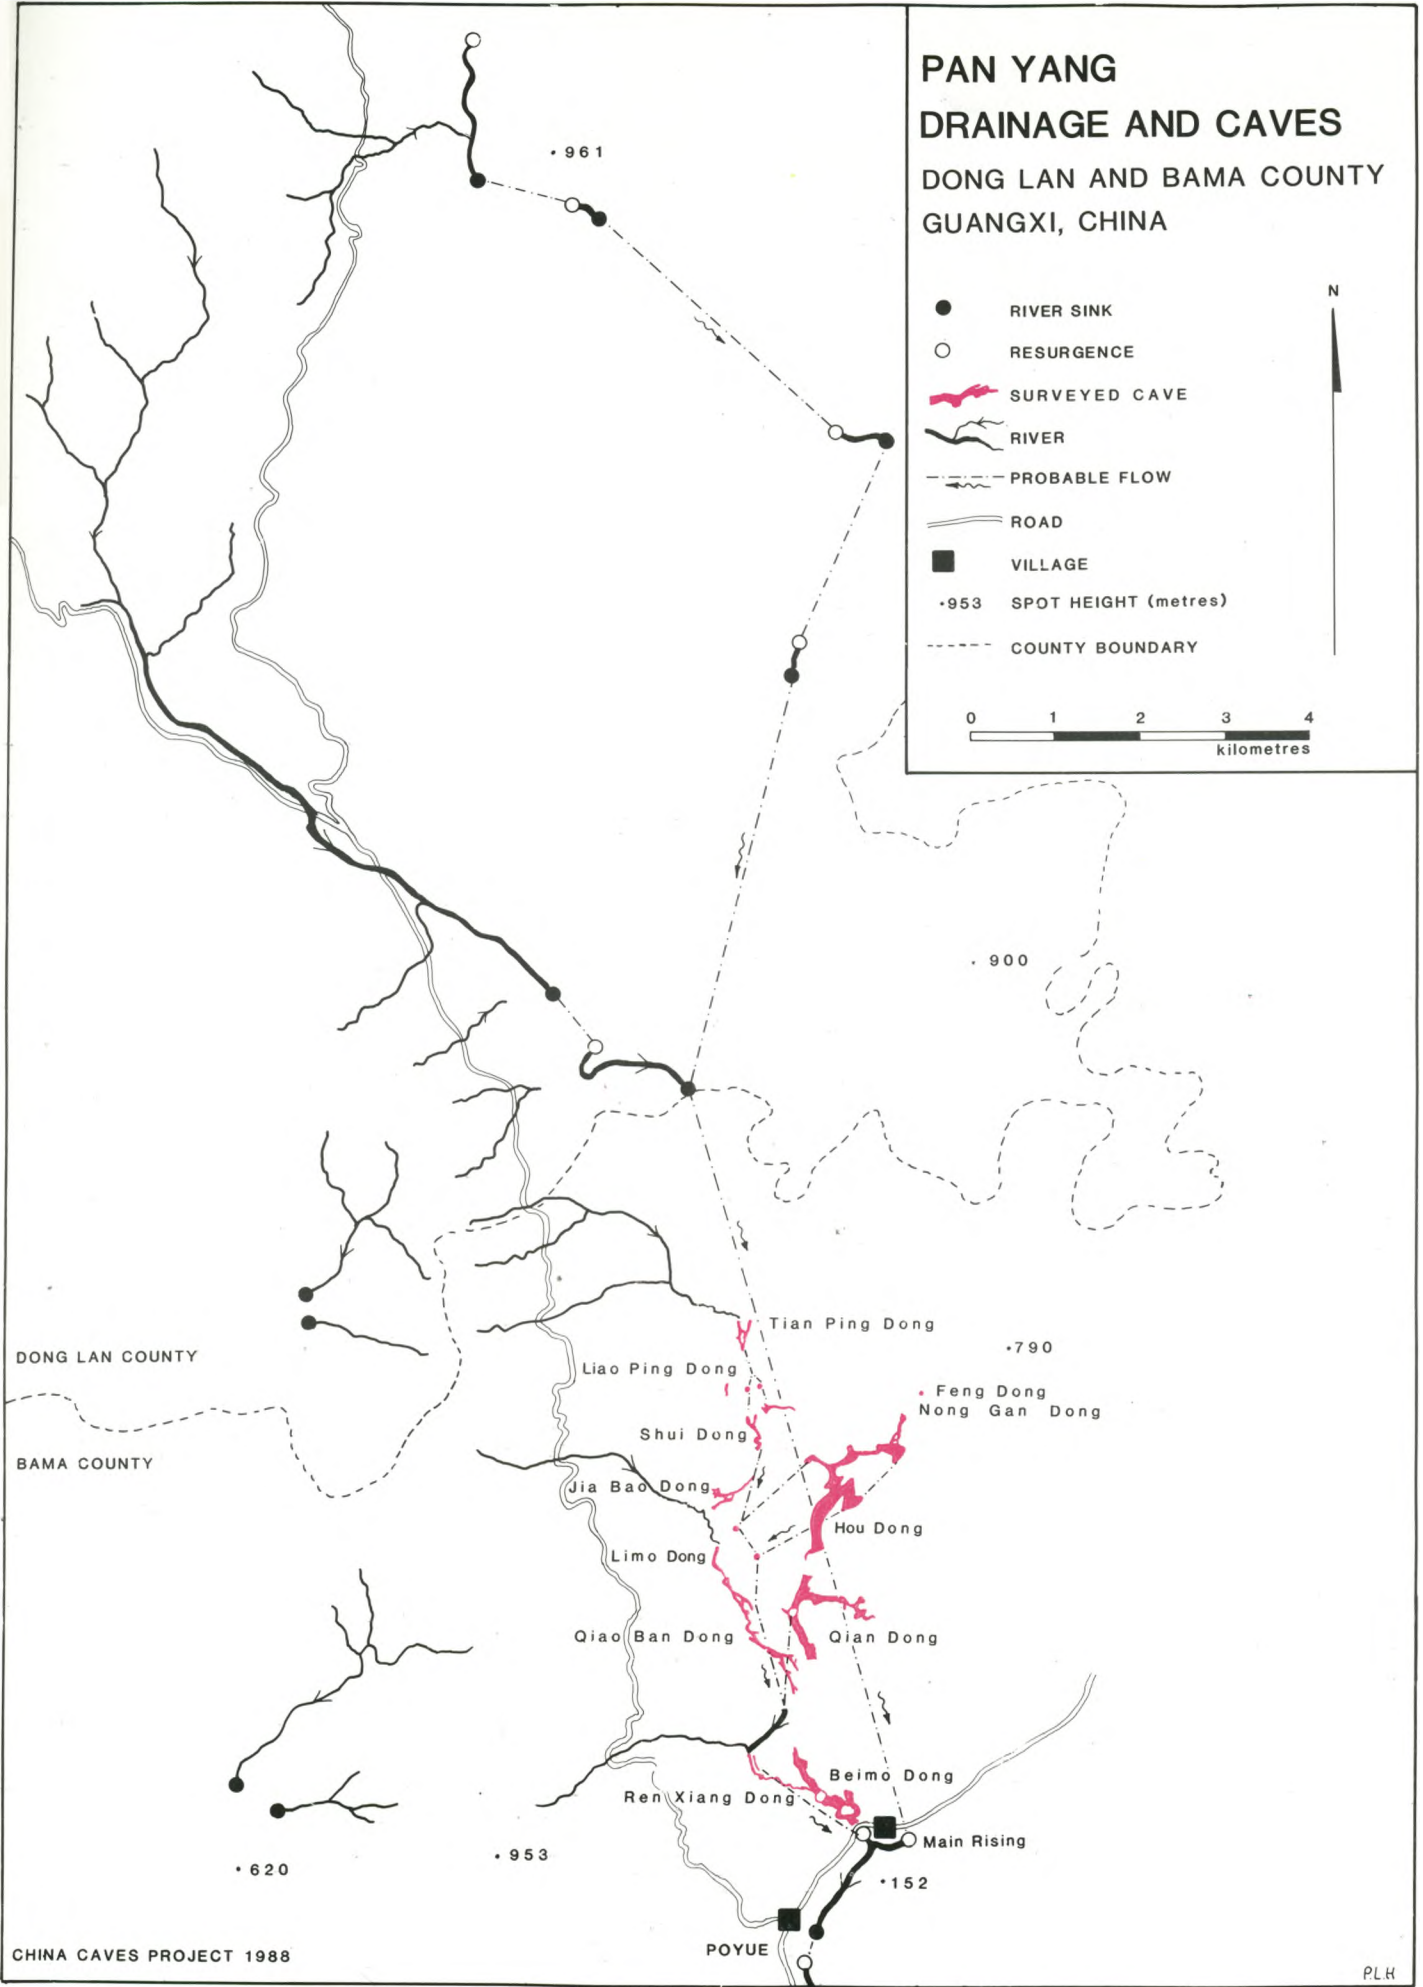 PAN YANG
DRAINAGE AND CAVES
DONG LAN AND BAMA COUNTY
GUANGXI, CHINA
N
RIVER SINK
RESURGENCE
SURVEYED CAVE
RIVER
PROBABLE FLOW
ROAD
VILLAGE
·953 SPOT HEIGHT (metres)
COUNTY BOUNDARY
0 1 2 3 4
kilometres
·961
·900
Tian Ping Dong
·790
DONG LAN COUNTY
Liao Ping Dong
·Feng Dong
Nong Gan Dong
Shui Dong
BAMA COUNTY
Jia Bao Dong
Hou Dong
Limo Dong
Qiao Ban Dong
Qian Dong
Beimo Dong
Ren Xiang Dong
Main Rising
·953
·620
·152
POYUE
CHINA CAVES PROJECT 1988
P.L.H